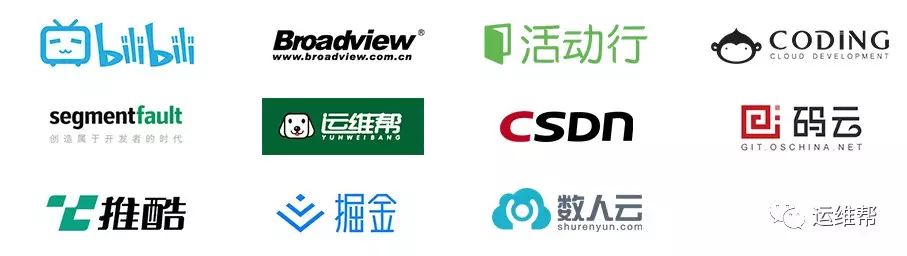 bilibili
Broadview®
www.broadview.com.cn
活动行
CODING
CLOUD DEVELOPMENT
segmentfault
创造属于开发者的时代
运维帮
YUNWEIBANG
CSDN
码云
GIT.OSCHINA.NET
推酷
掘金
数人云
shurenyun.com
运维帮